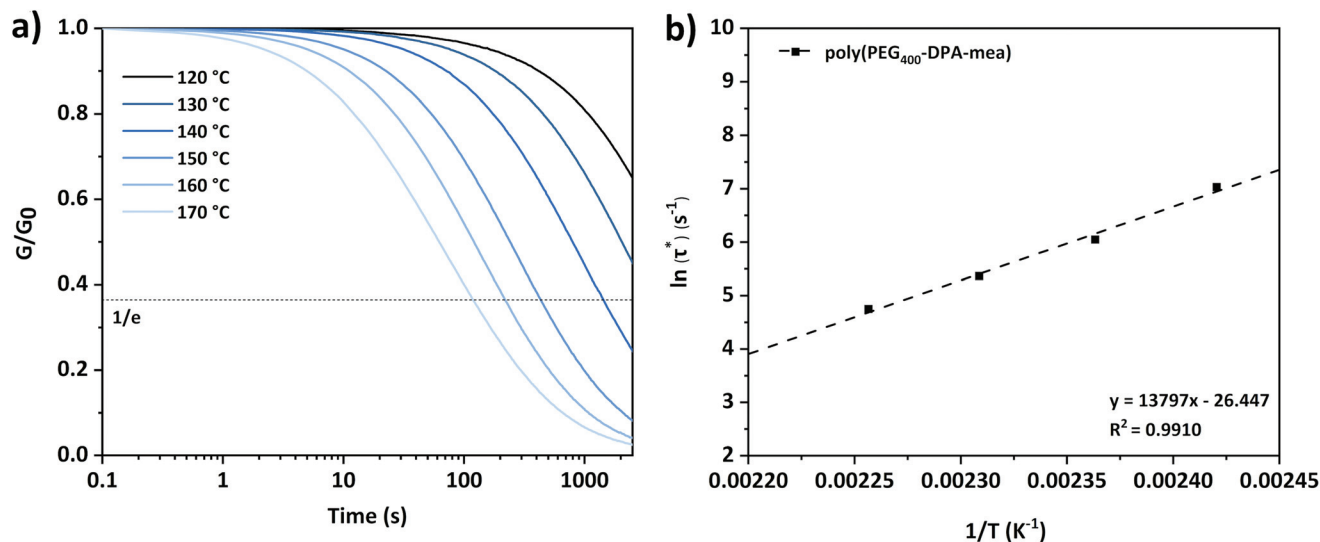 a)
1.0
0.8
0.6
0.4
0.2
0.0
G/G0
120 °C
130 °C
140 °C
150 °C
160 °C
170 °C
1/e
0.1
1
10
100
1000
Time (s)
b)
10
9
8
7
6
5
4
3
2
ln (τ*) (s⁻¹)
poly(PEG₄₀₀-DPA-mea)
y = 13797x - 26.447
R² = 0.9910
0.00220
0.00225
0.00230
0.00235
0.00240
0.00245
1/T (K⁻¹)